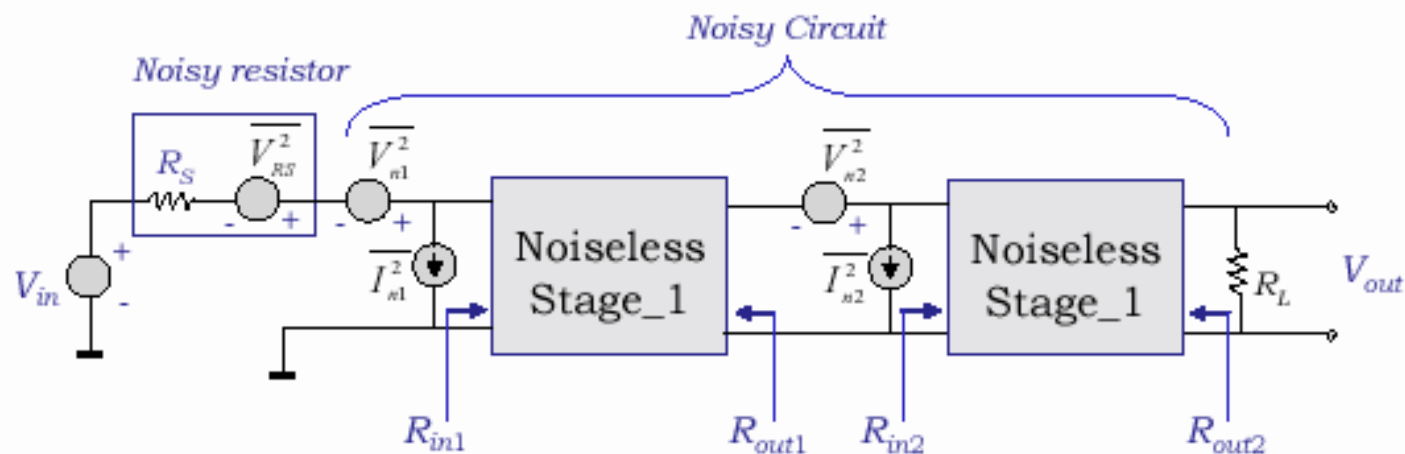 Noisy Circuit
Noisy resistor
R_S
V²_RS
V²_n1
V²_n2
- +
- +
- +
+
V_in
-
I²_n1
Noiseless
Stage_1
I²_n2
Noiseless
Stage_1
R_L
V_out
R_in1
R_out1
R_in2
R_out2